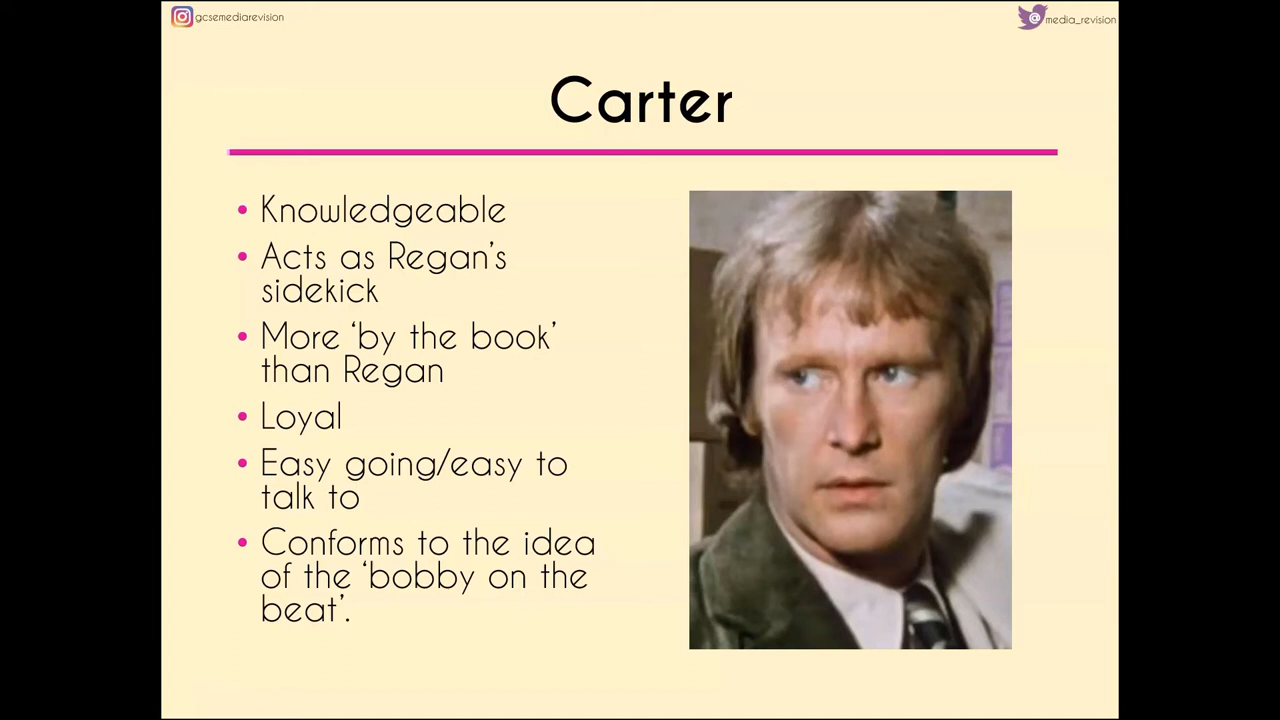 gcsemediarevision
@media_revision
Carter
• Knowledgeable
• Acts as Regan’s
sidekick
• More ‘by the book’
than Regan
• Loyal
• Easy going/easy to
talk to
• Conforms to the idea
of the ‘bobby on the
beat’.